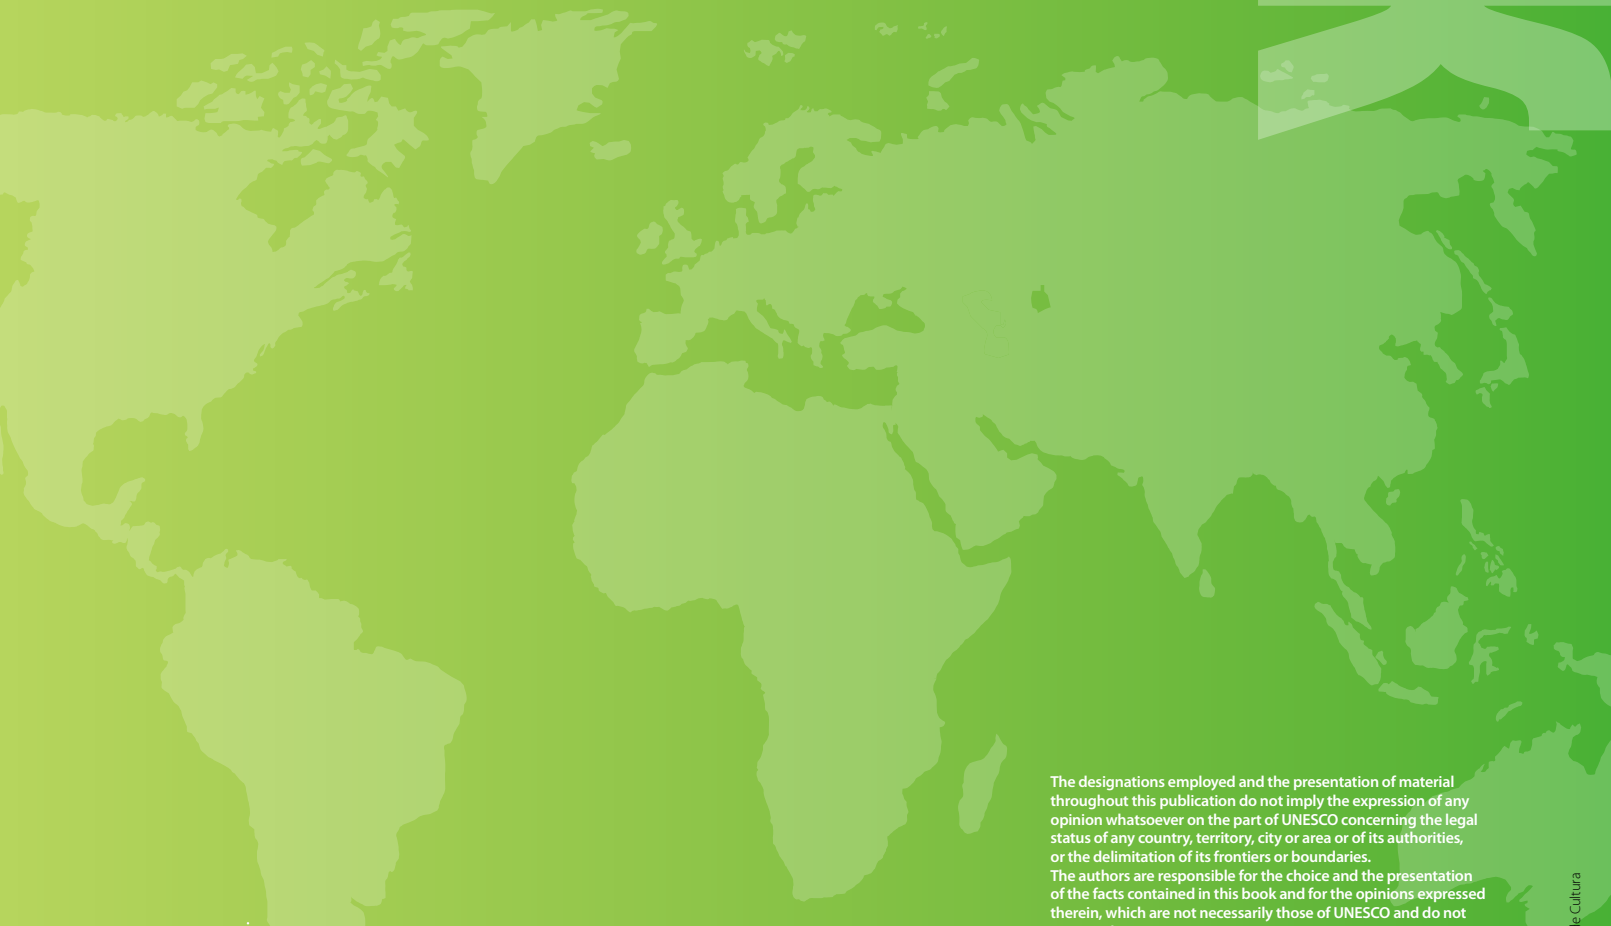 The designations employed and the presentation of material
throughout this publication do not imply the expression of any
opinion whatsoever on the part of UNESCO concerning the legal
status of any country, territory, city or area or of its authorities,
or the delimitation of its frontiers or boundaries.
The authors are responsible for the choice and the presentation
of the facts contained in this book and for the opinions expressed
therein, which are not necessarily those of UNESCO and do not
de Cultura